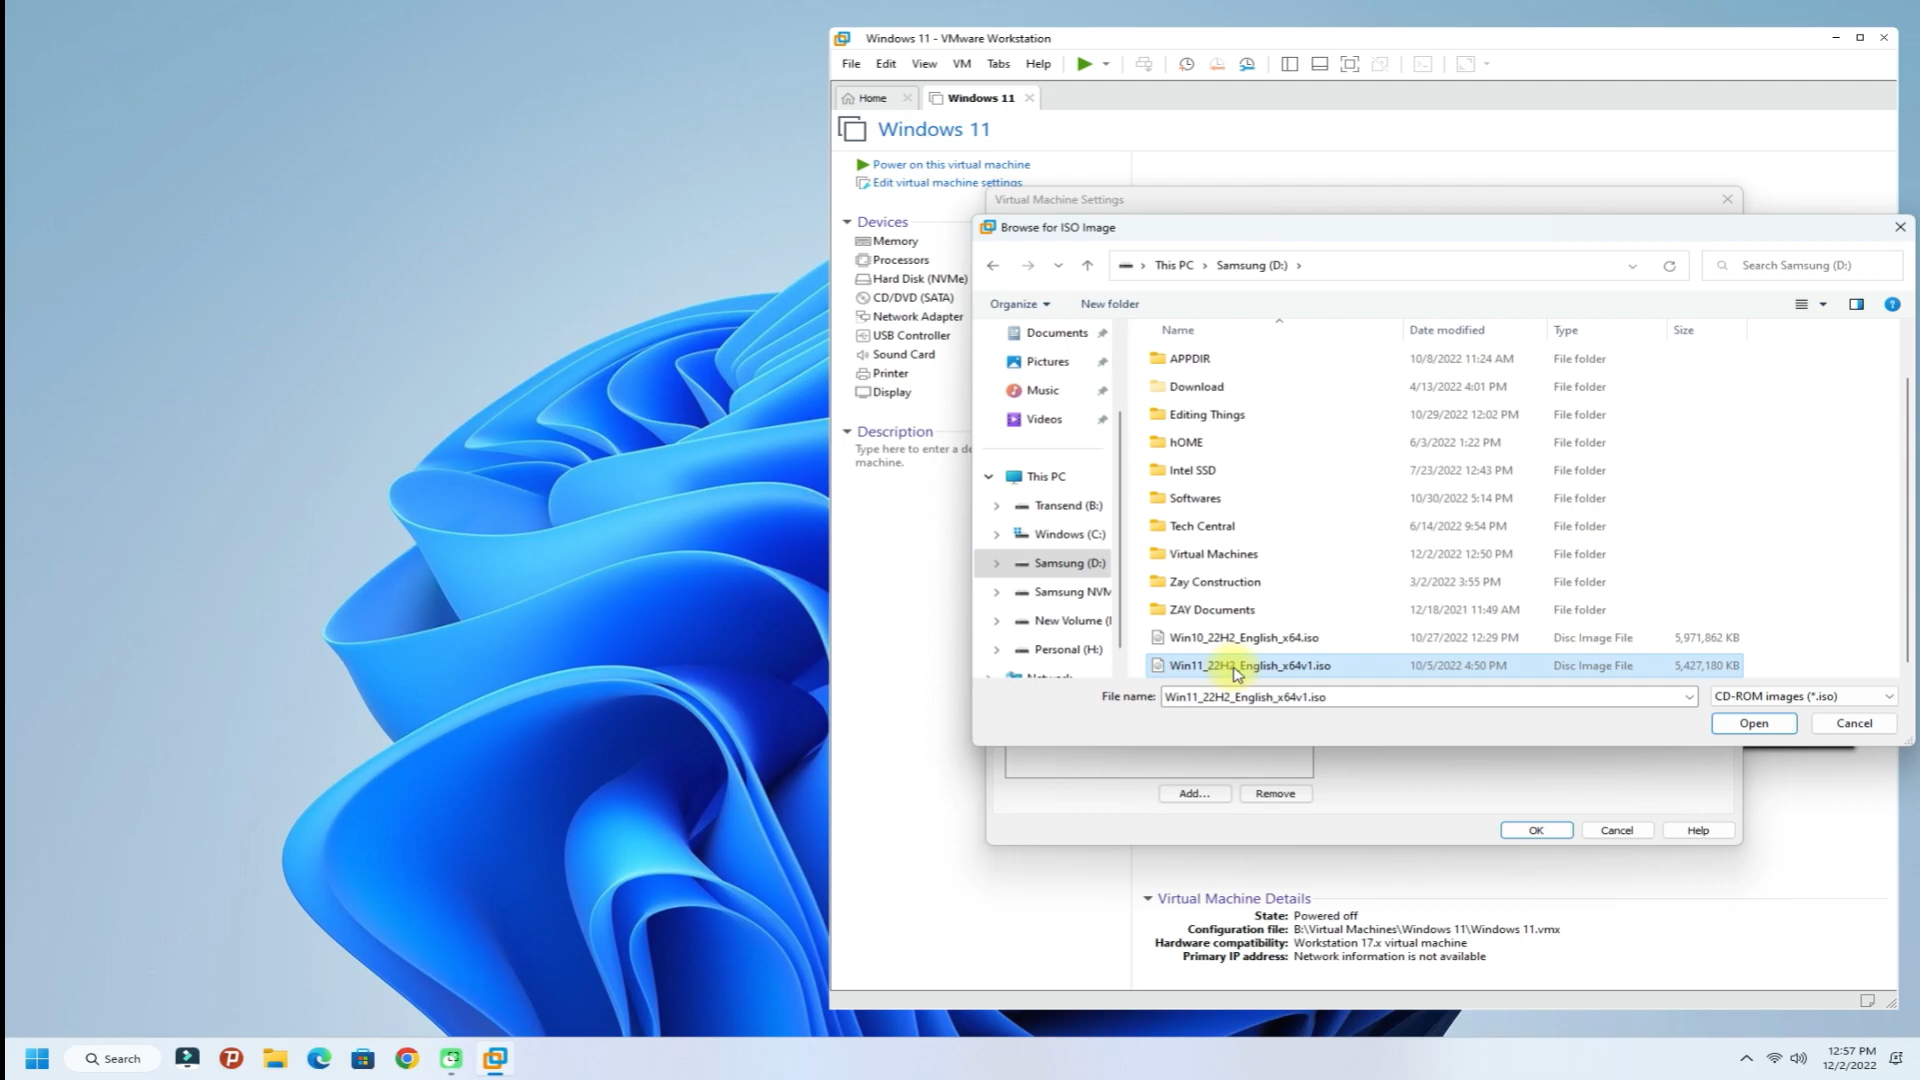 Windows 11 - VMware Workstation
File Edit View VM Tabs Help
Home
Windows 11
Windows 11
Power on this virtual machine
Edit virtual machine settings
Devices
Memory
Processors
Hard Disk (NVMe)
CD/DVD (SATA)
Network Adapter
USB Controller
Sound Card
Printer
Display
Description
Type here to enter a de
machine.
Virtual Machine Settings
Browse for ISO Image
This PC > Samsung (D:) >
Search Samsung (D:)
Organize New folder
Documents
Pictures
Music
Videos
This PC
Transend (B:)
Windows (C:)
Samsung (D:)
Samsung NVM
New Volume (
Personal (H:)
Name Date modified Type Size
APPDIR 10/8/2022 11:24 AM File folder
Download 4/13/2022 4:01 PM File folder
Editing Things 10/29/2022 12:02 PM File folder
hOME 6/3/2022 1:22 PM File folder
Intel SSD 7/23/2022 12:43 PM File folder
Softwares 10/30/2022 5:14 PM File folder
Tech Central 6/14/2022 9:54 PM File folder
Virtual Machines 12/2/2022 12:50 PM File folder
Zay Construction 3/2/2022 3:55 PM File folder
ZAY Documents 12/18/2021 11:49 AM File folder
Win10_22H2_English_x64.iso 10/27/2022 12:29 PM Disc Image File 5,971,862 KB
Win11_22H2_English_x64v1.iso 10/5/2022 4:50 PM Disc Image File 5,427,180 KB
File name: Win11_22H2_English_x64v1.iso
CD-ROM images (*.iso)
Open Cancel
Add... Remove
OK Cancel Help
Virtual Machine Details
State: Powered off
Configuration file: B:\Virtual Machines\Windows 11\Windows 11.vmx
Hardware compatibility: Workstation 17.x virtual machine
Primary IP address: Network information is not available
Search
12:57 PM
12/2/2022